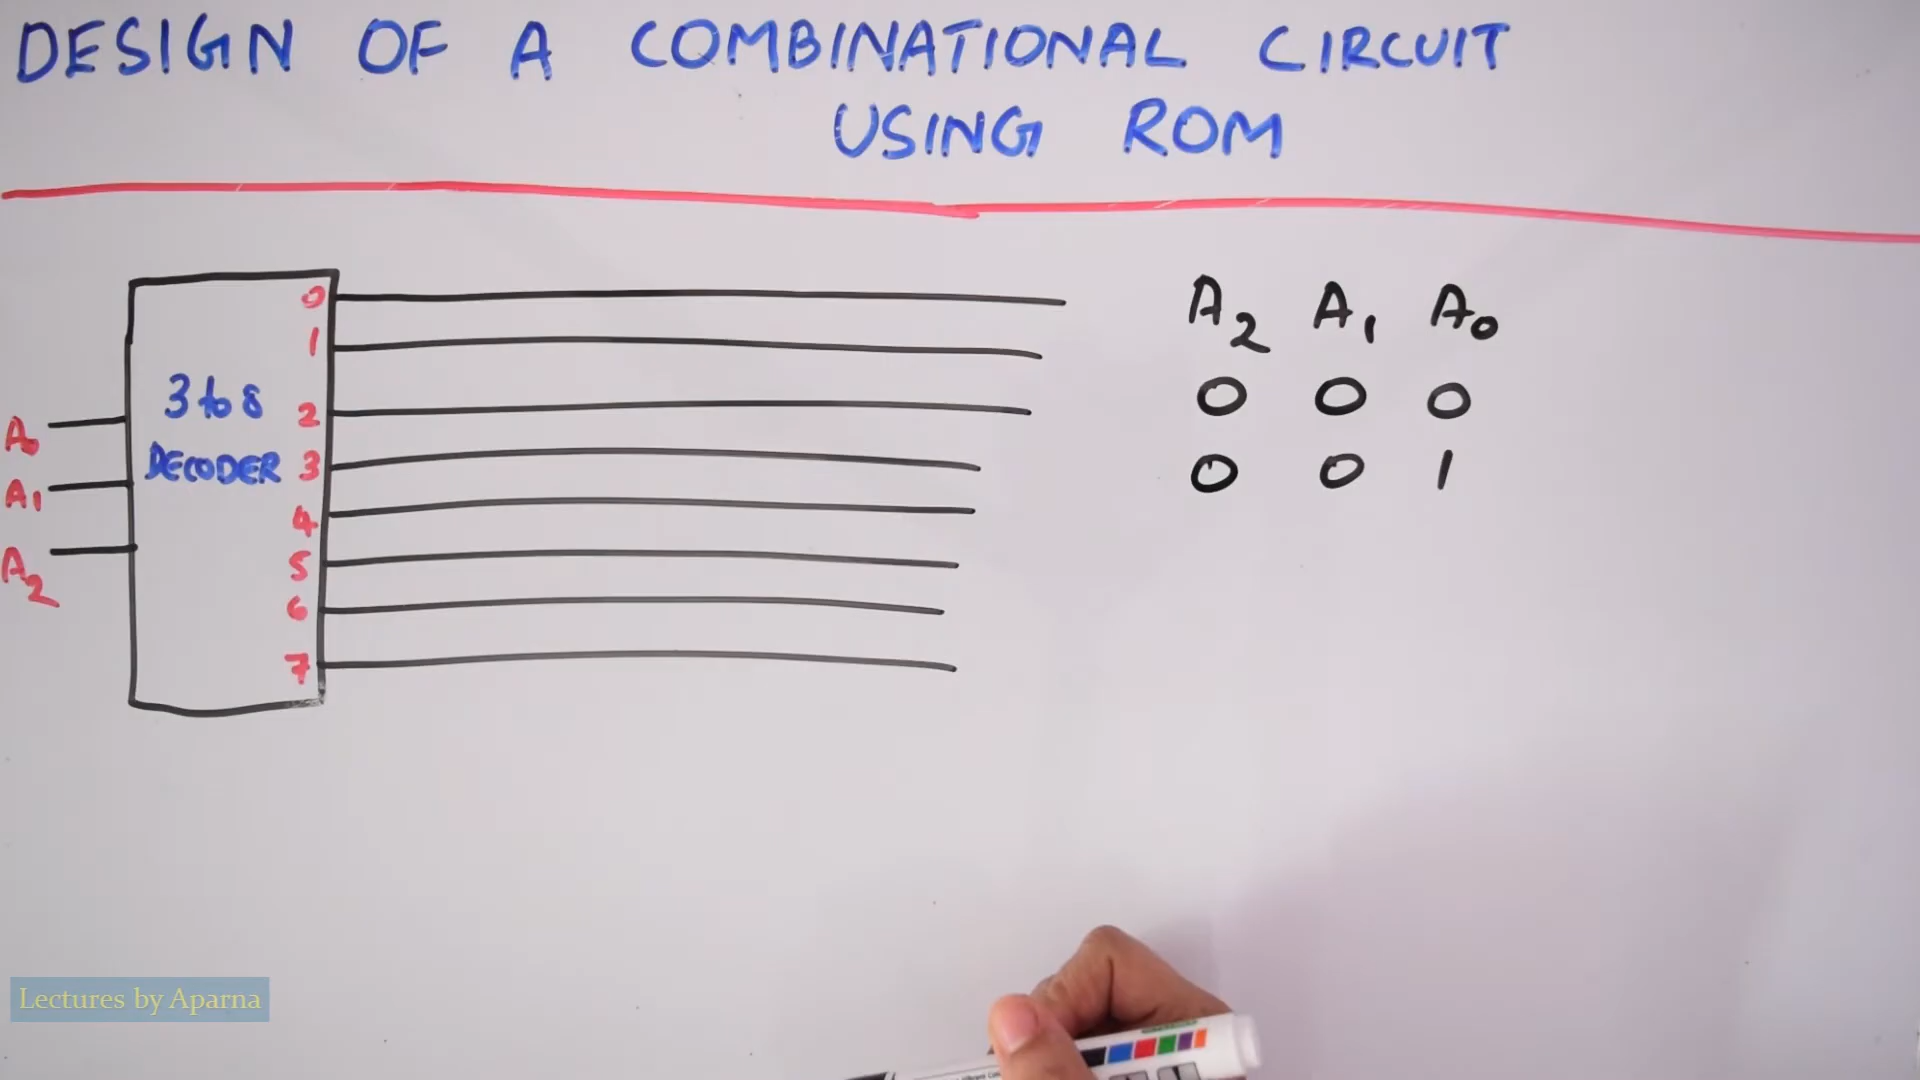 DESIGN OF A COMBINATIONAL CIRCUIT
USING ROM
0
1
3 to 8
2
DECODER
3
4
5
6
7
A0
A1
A2
A2 A1 A0
0 0 0
0 0 1
Lectures by Aparna